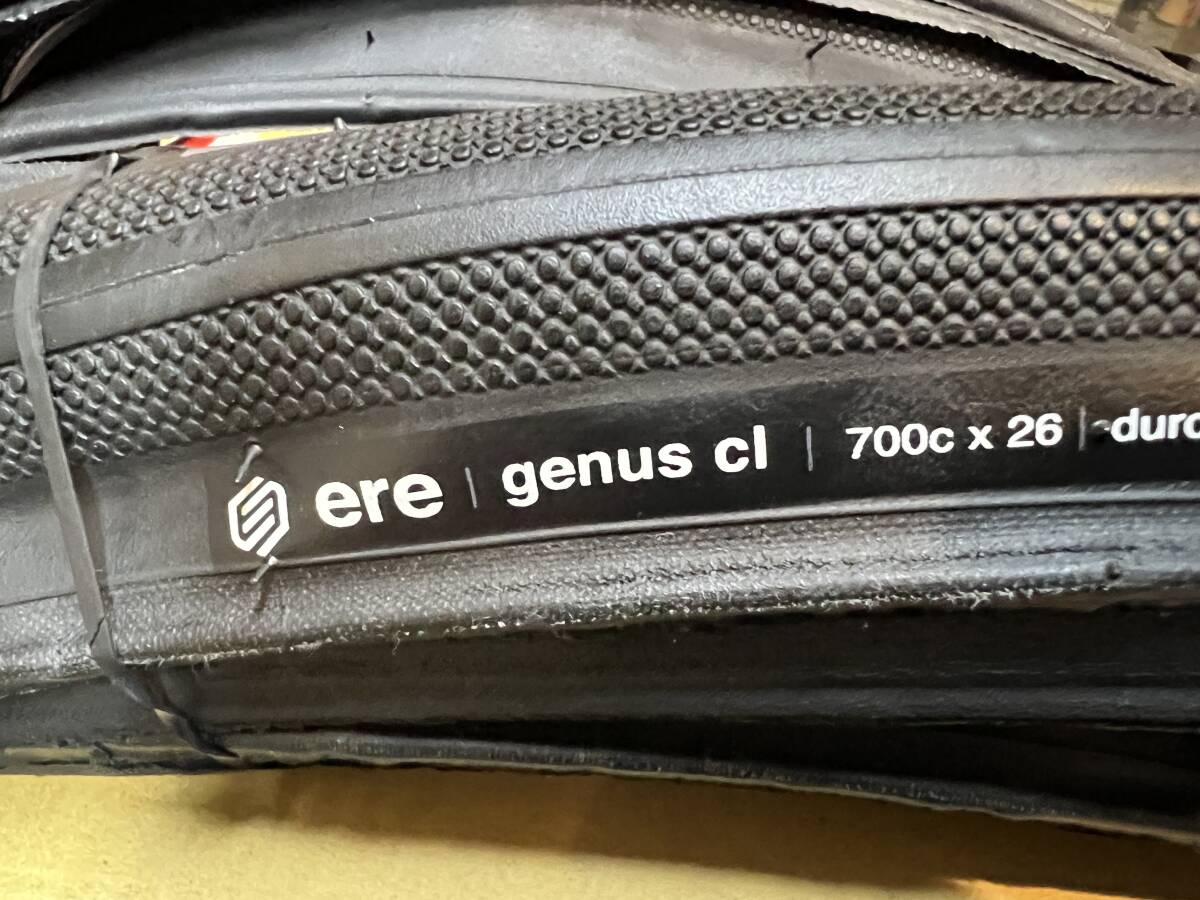 ere | genus cl | 700c x 26 |